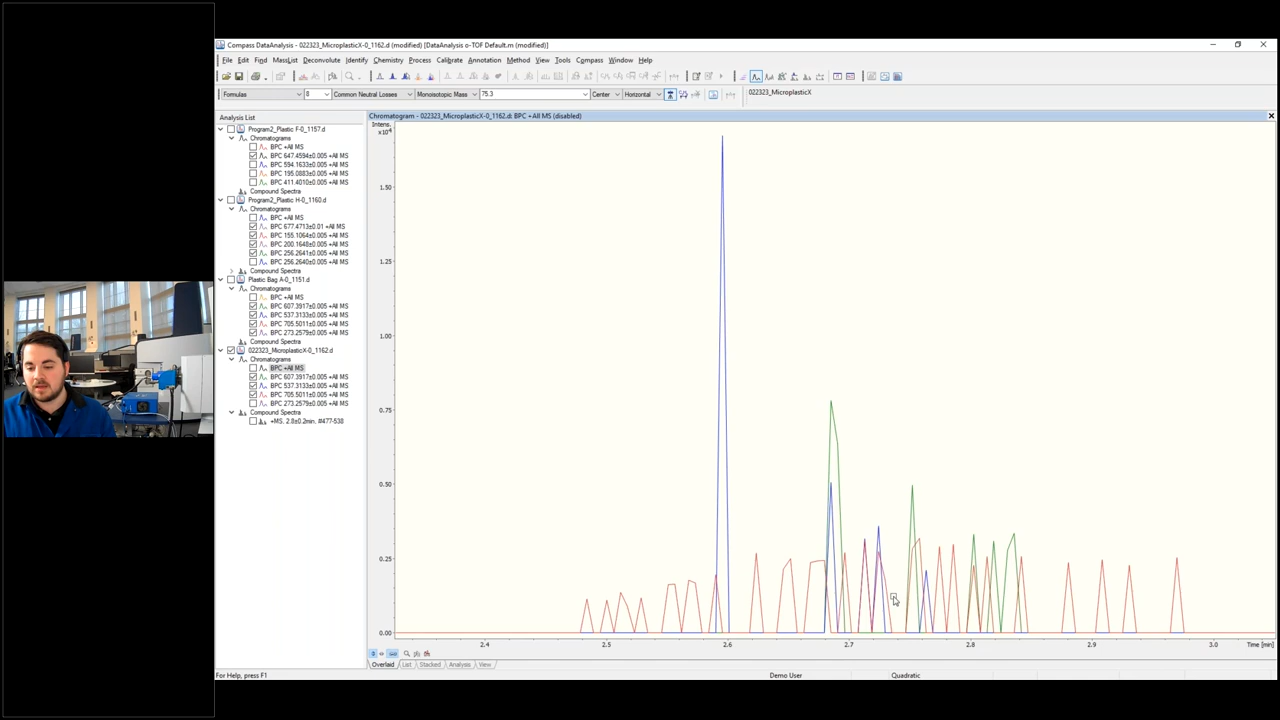 Compass DataAnalysis - 022323_MicroplasticX-0_1162.d (modified) [DataAnalysis o-TOF Default.m (modified)]
File Edit Find MassList Deconvolute Identify Chemistry Process Calibrate Annotation Method View Tools Compass Window Help
Formulas 8 Common Neutral Losses Monoisotopic Mass 75.3 Center Horizontal 022323_MicroplasticX
Analysis List
Program2_Plastic F-0_1157.d
Chromatograms
BPC +All MS
BPC 647.4594±0.005 +All MS
BPC 594.1633±0.005 +All MS
BPC 195.0883±0.005 +All MS
BPC 411.4010±0.005 +All MS
Compound Spectra
Program2_Plastic H-0_1160.d
Chromatograms
BPC +All MS
BPC 677.4713±0.01 +All MS
BPC 155.1064±0.005 +All MS
BPC 200.1648±0.005 +All MS
BPC 256.2641±0.005 +All MS
BPC 256.2640±0.005 +All MS
Compound Spectra
Plastic Bag A-0_1151.d
Chromatograms
BPC +All MS
BPC 607.3917±0.005 +All MS
BPC 537.3133±0.005 +All MS
BPC 705.5011±0.005 +All MS
BPC 273.2579±0.005 +All MS
Compound Spectra
022323_MicroplasticX-0_1162.d
Chromatograms
BPC +All MS
BPC 607.3917±0.005 +All MS
BPC 537.3133±0.005 +All MS
BPC 705.5011±0.005 +All MS
BPC 273.2579±0.005 +All MS
Compound Spectra
+MS, 2.8±0.2min, #477-538
Chromatogram - 022323_MicroplasticX-0_1162.d: BPC +All MS (disabled)
Intens.
1.50
1.25
1.00
0.75
0.50
0.25
0.00
2.4 2.5 2.6 2.7 2.8 2.9 3.0 Time [min]
Overlaid List Stacked Analysis View
For Help, press F1 Demo User Quadratic